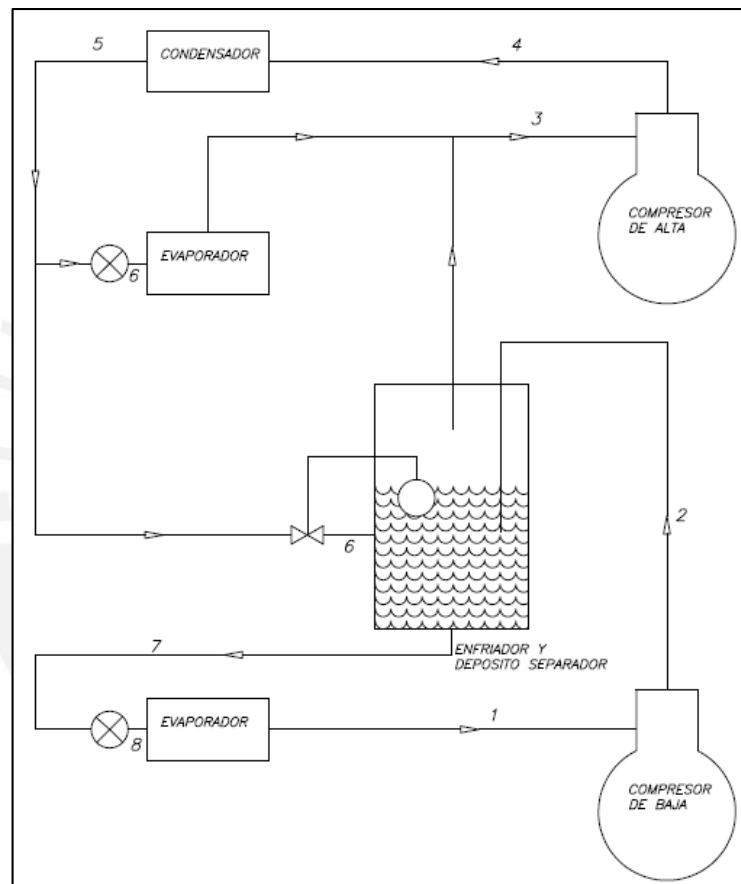 5
CONDENSADOR
4
3
COMPRESOR
DE ALTA
EVAPORADOR
6
2
6
7
ENFRIADOR Y
DEPOSITO SEPARADOR
EVAPORADOR
8
1
COMPRESOR
DE BAJA